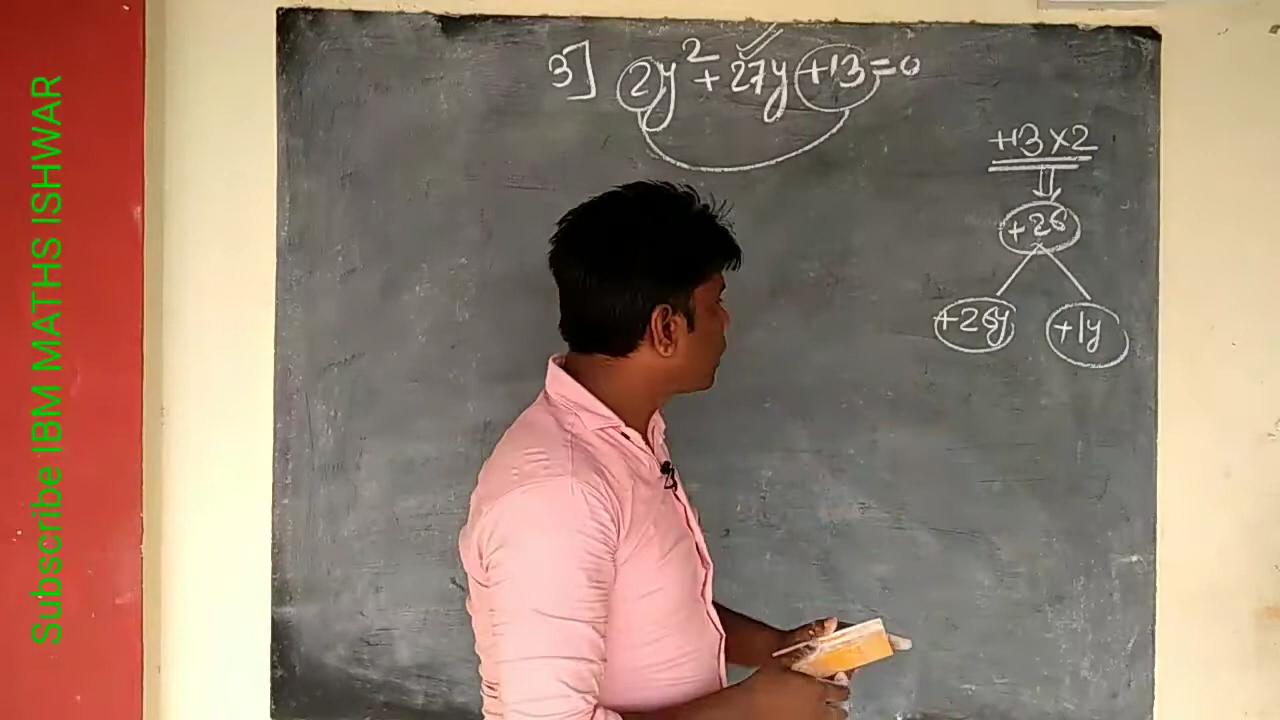 Subscribe IBM MATHS ISHWAR
3] 2y² + 27y +13 = 0
+13 × 2
+26
+26y +1y